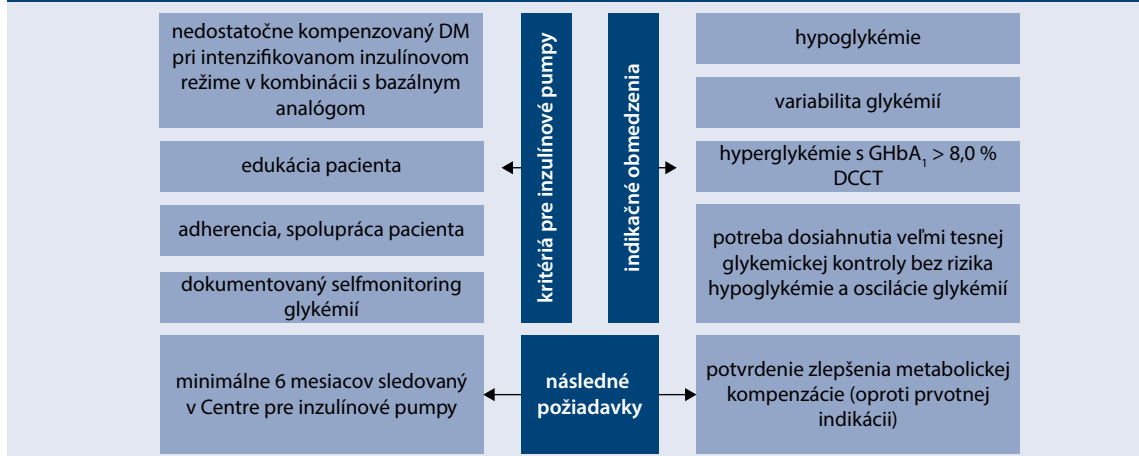 nedostatočne kompenzovaný DM
pri intenzifikovanom inzulínovom
režime v kombinácii s bazálnym
analógom
edukácia pacienta
adherencia, spolupráca pacienta
dokumentovaný selfmonitoring
glykémií
kritériá pre inzulínové pumpy
indikačné obmedzenia
hypoglykémie
variabilita glykémií
hyperglykémie s GHbA₁ > 8,0 %
DCCT
potreba dosiahnutia veľmi tesnej
glykemickej kontroly bez rizika
hypoglykémie a oscilácie glykémií
minimálne 6 mesiacov sledovaný
v Centre pre inzulínové pumpy
následné
požiadavky
potvrdenie zlepšenia metabolickej
kompenzácie (oproti prvotnej
indikácii)